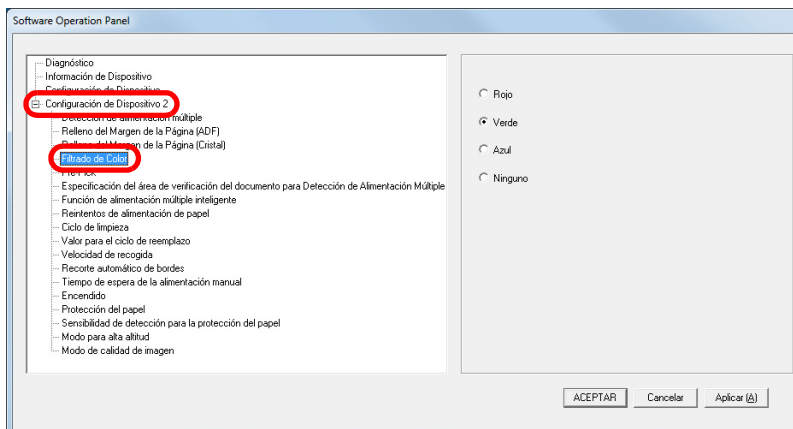 Software Operation Panel
Diagnóstico
Información de Dispositivo
Configuración de Dispositivo
Configuración de Dispositivo 2
Detección de alimentación múltiple
Relleno del Margen de la Página (ADF)
Relleno del Margen de la Página (Cristal)
Filtrado de Color
Pre-Pick
Especificación del área de verificación del documento para Detección de Alimentación Múltiple
Función de alimentación múltiple inteligente
Reintentos de alimentación de papel
Ciclo de limpieza
Valor para el ciclo de reemplazo
Velocidad de recogida
Recorte automático de bordes
Tiempo de espera de la alimentación manual
Encendido
Protección del papel
Sensibilidad de detección para la protección del papel
Modo para alta altitud
Modo de calidad de imagen
Rojo
Verde
Azul
Ninguno
ACEPTAR
Cancelar
Aplicar (A)